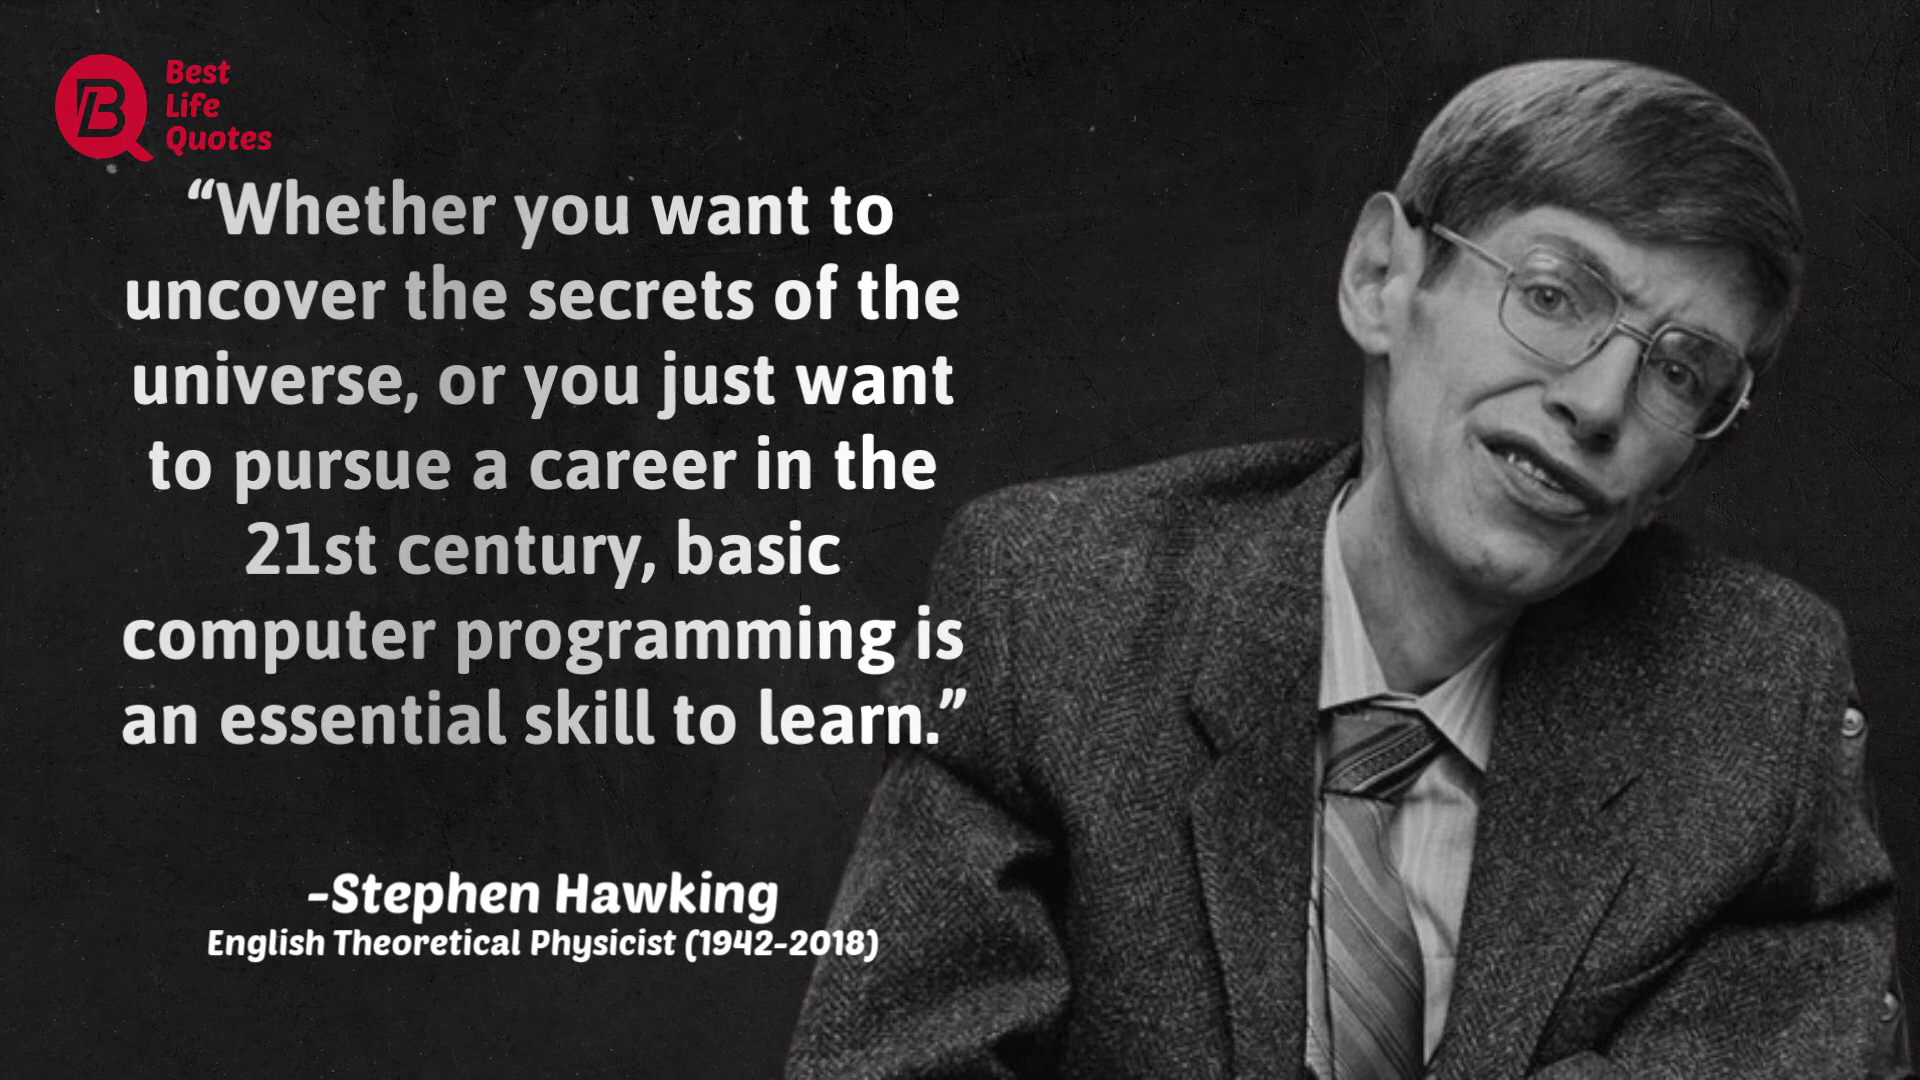 Best
Life
Quotes
“Whether you want to
uncover the secrets of the
universe, or you just want
to pursue a career in the
21st century, basic
computer programming is
an essential skill to learn.”
-Stephen Hawking
English Theoretical Physicist (1942-2018)